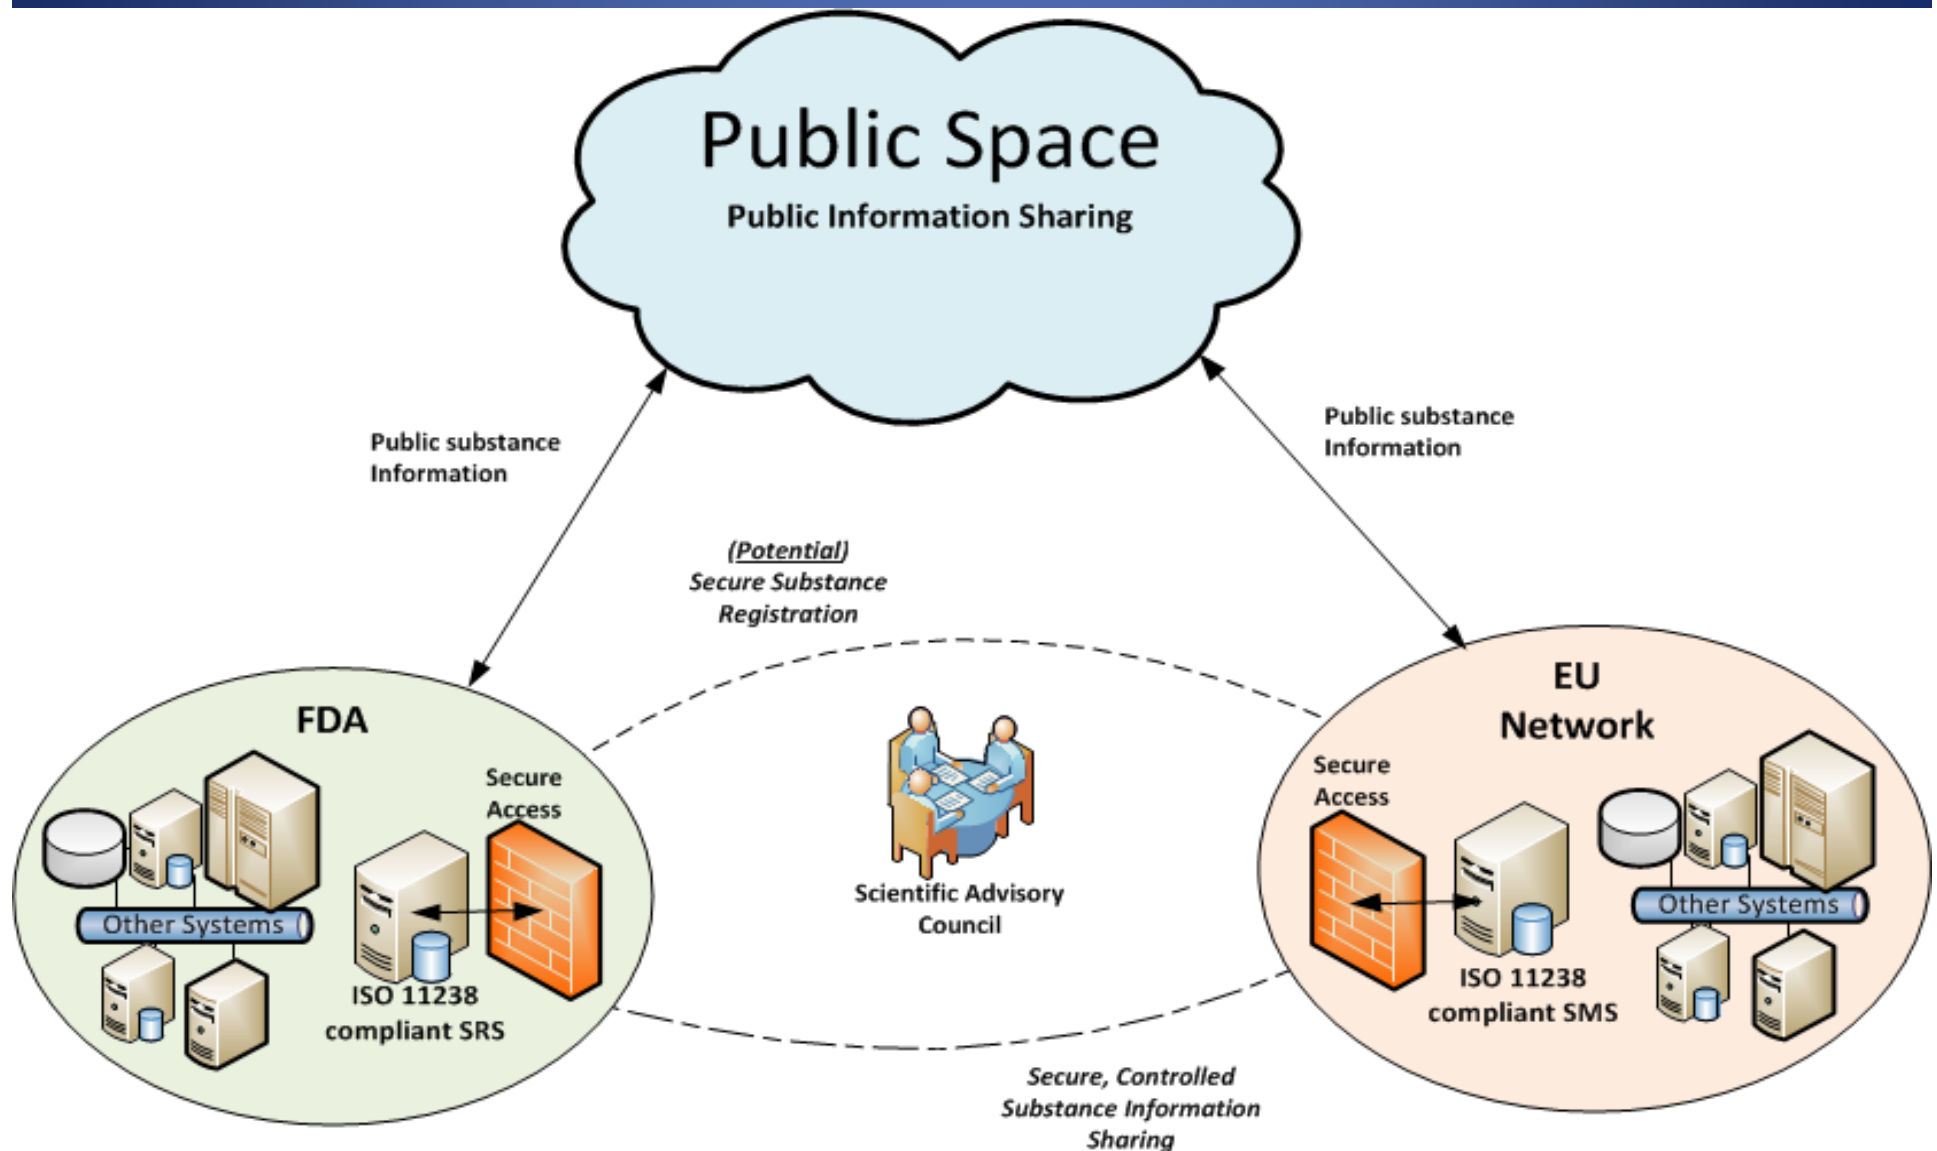 Public Space
Public Information Sharing
Public substance
Information
Public substance
Information
(Potential)
Secure Substance
Registration
FDA
Secure
Access
Other Systems
ISO 11238
compliant SRS
Scientific Advisory
Council
EU
Network
Secure
Access
Other Systems
ISO 11238
compliant SMS
Secure, Controlled
Substance Information
Sharing